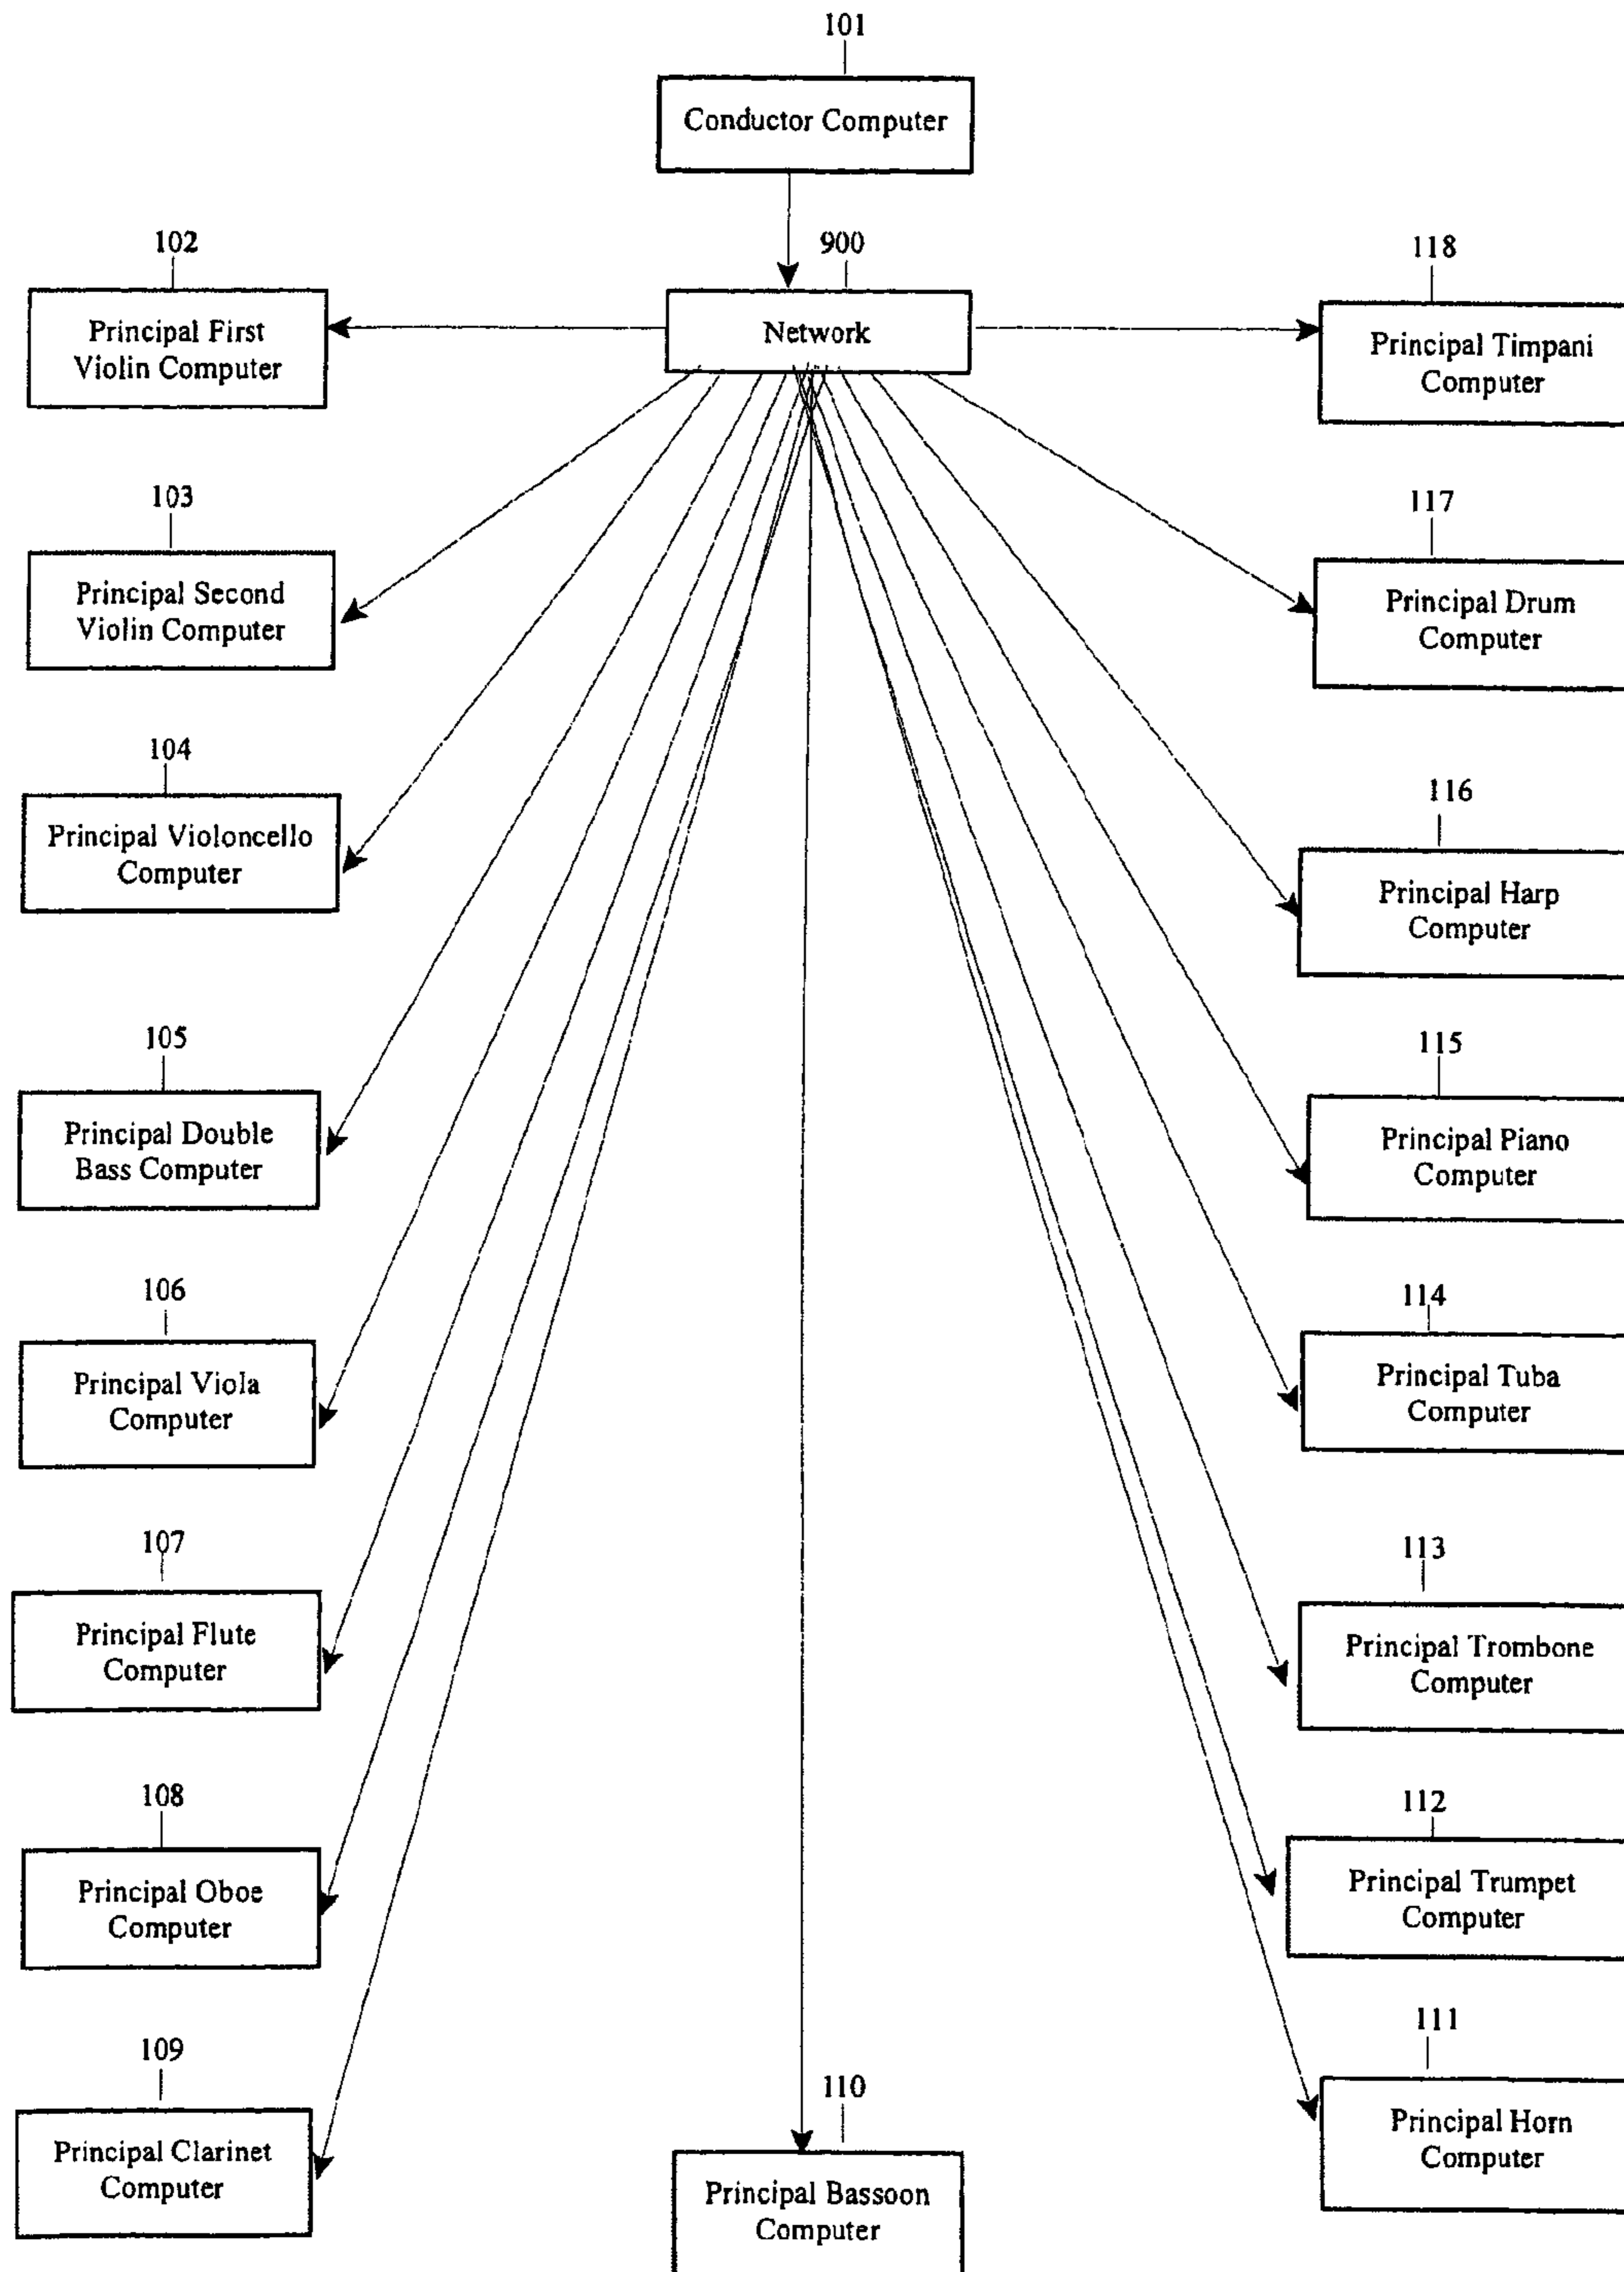 101
Conductor Computer
102
900
118
Principal First
Violin Computer
Network
Principal Timpani
Computer
103
117
Principal Second
Violin Computer
Principal Drum
Computer
104
116
Principal Violoncello
Computer
Principal Harp
Computer
105
115
Principal Double
Bass Computer
Principal Piano
Computer
106
114
Principal Viola
Computer
Principal Tuba
Computer
107
113
Principal Flute
Computer
Principal Trombone
Computer
108
112
Principal Oboe
Computer
Principal Trumpet
Computer
109
110
111
Principal Clarinet
Computer
Principal Bassoon
Computer
Principal Horn
Computer